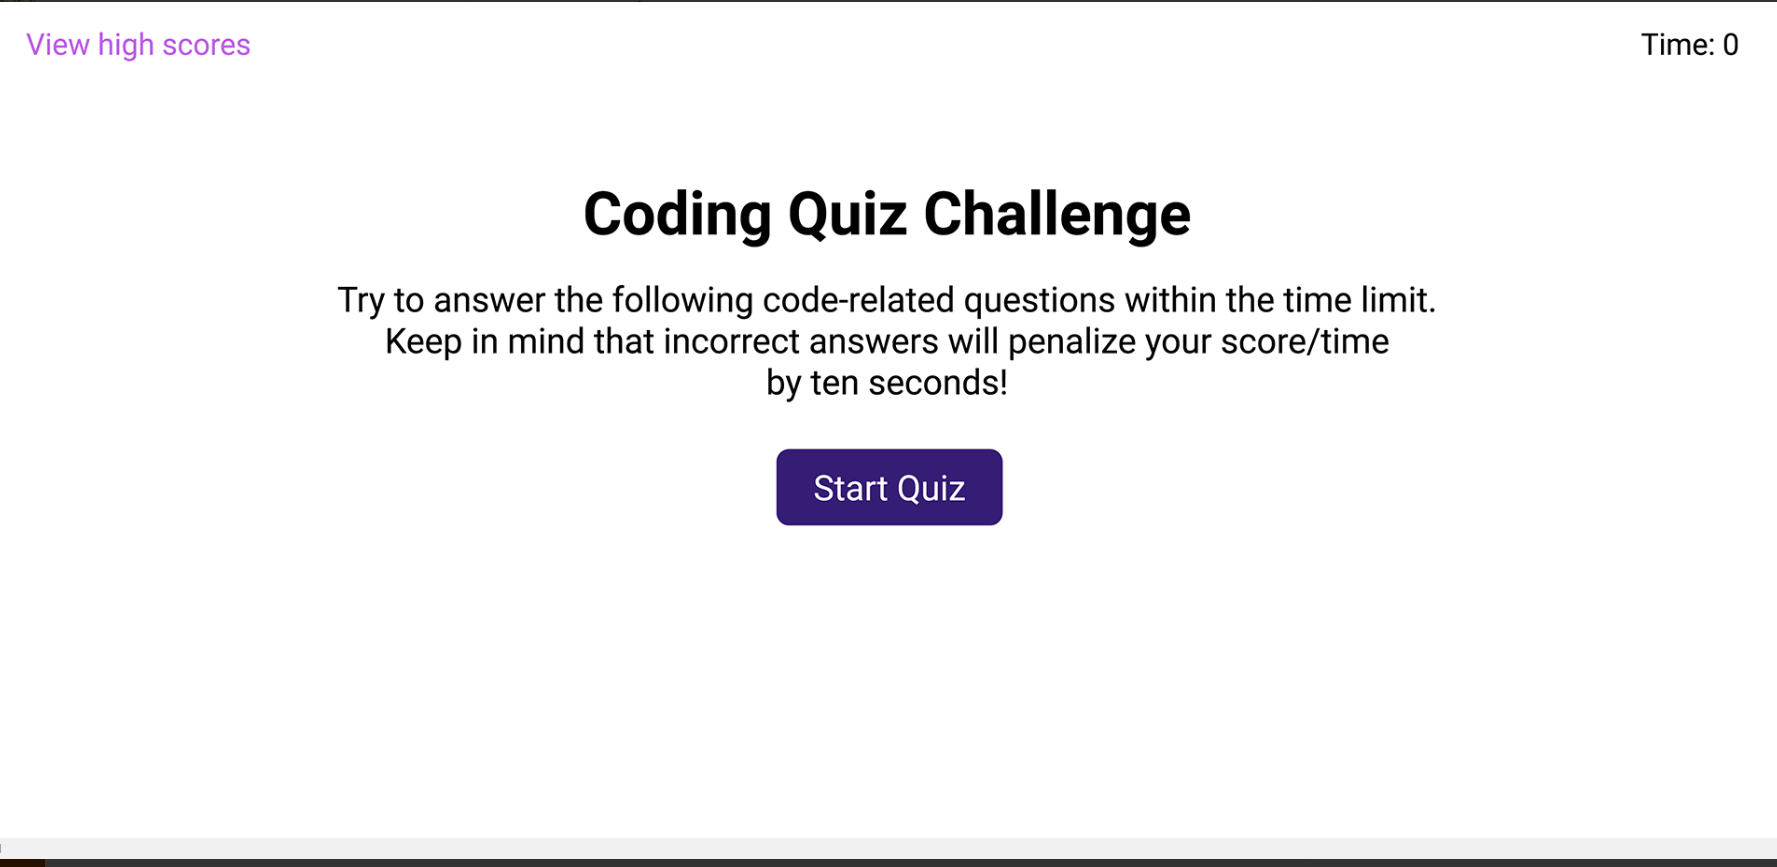 View high scores
Time: 0
Coding Quiz Challenge
Try to answer the following code-related questions within the time limit.
Keep in mind that incorrect answers will penalize your score/time
by ten seconds!
Start Quiz